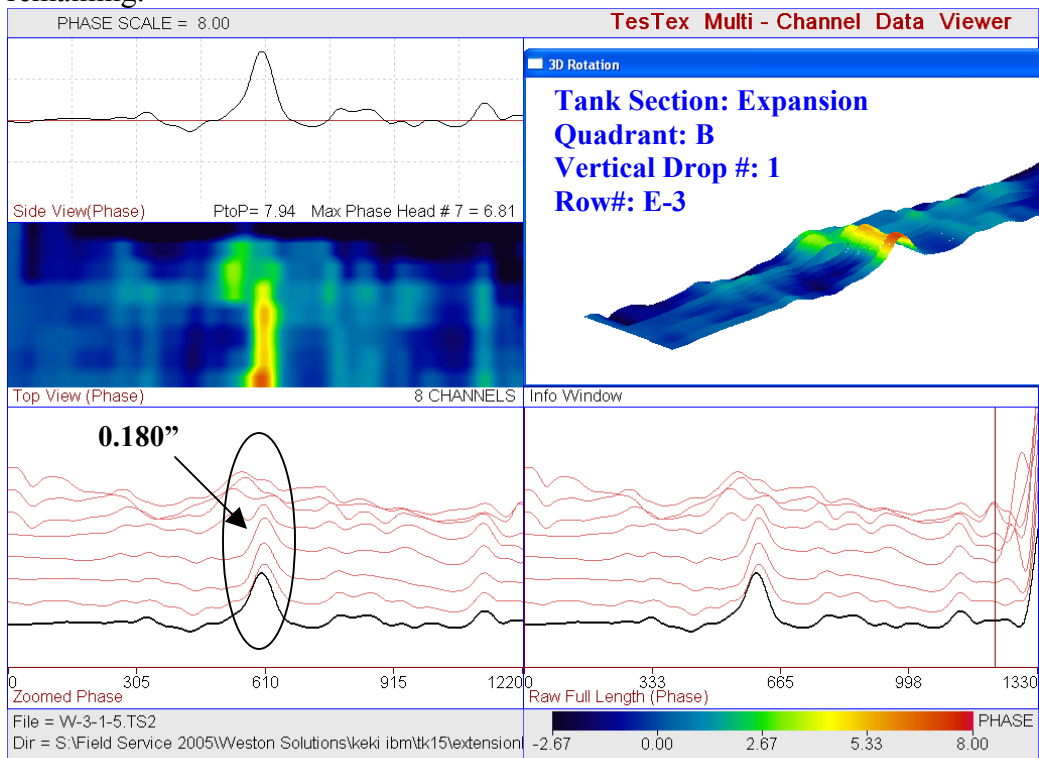 remaining.
PHASE SCALE = 8.00
TesTex Multi - Channel Data Viewer
3D Rotation
Tank Section: Expansion
Quadrant: B
Vertical Drop #: 1
Row#: E-3
Side View(Phase) PtoP= 7.94 Max Phase Head # 7 = 6.81
Top View (Phase) 8 CHANNELS
Info Window
0.180”
0 305 610 915 1220
Zoomed Phase
0 333 665 998 1330
Raw Full Length (Phase)
File = W-3-1-5.TS2
Dir = S:\Field Service 2005\Weston Solutions\keki ibm\tk15\extension
PHASE
-2.67 0.00 2.67 5.33 8.00